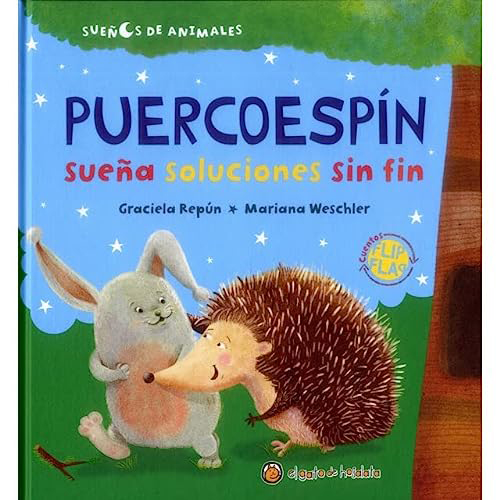 SUEÑOS DE ANIMALES
PUERCOESPÍN
sueña soluciones sin fin
Graciela Repún ★ Mariana Weschler
Cuentos
FLIP
FLAP
el gato de hojalata